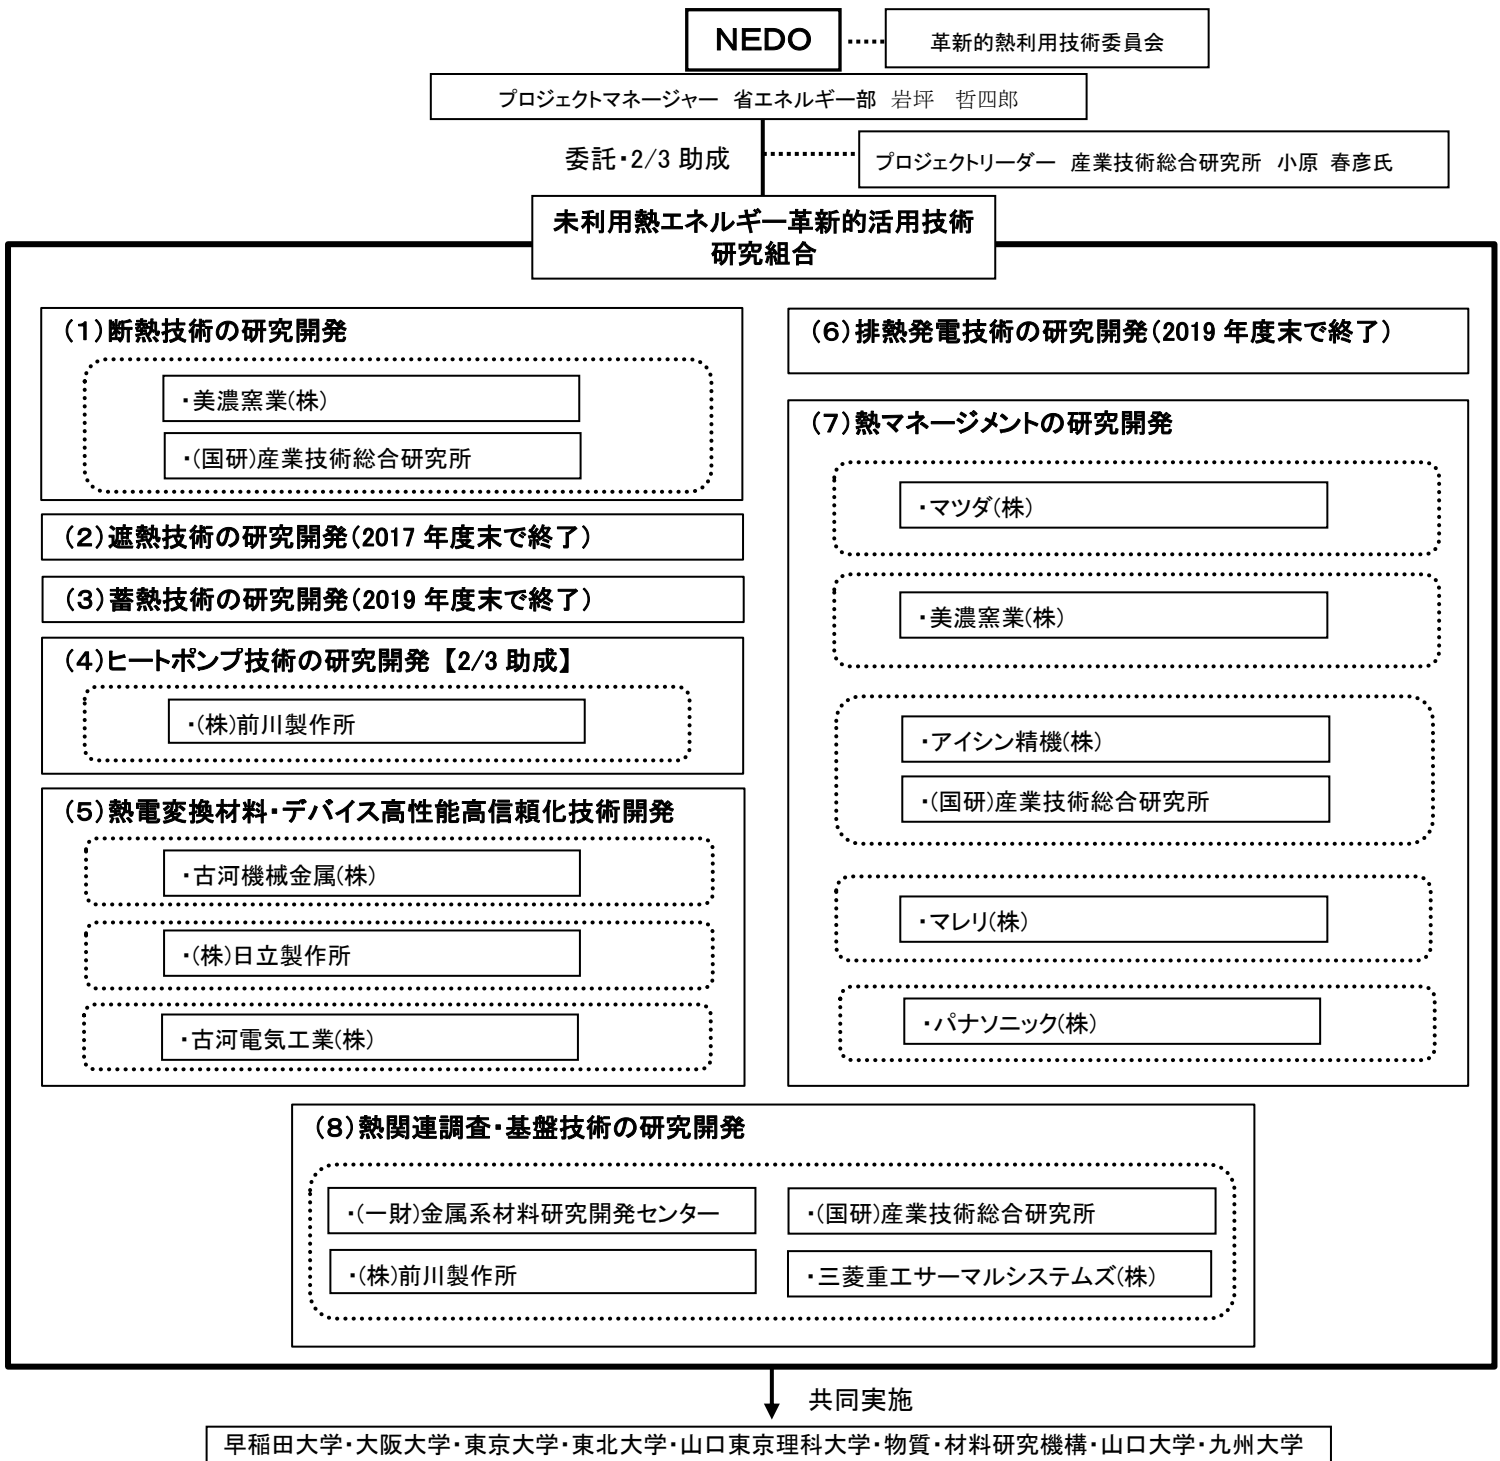 NEDO
革新的熱利用技術委員会
プロジェクトマネージャー 省エネルギー部 岩坪 哲四郎
委託・2/3 助成
プロジェクトリーダー 産業技術総合研究所 小原 春彦氏
未利用熱エネルギー革新的活用技術
研究組合
(1)断熱技術の研究開発
・美濃窯業(株)
・(国研)産業技術総合研究所
(2)遮熱技術の研究開発(2017 年度末で終了)
(3)蓄熱技術の研究開発(2019 年度末で終了)
(4)ヒートポンプ技術の研究開発【2/3 助成】
・(株)前川製作所
(5)熱電変換材料・デバイス高性能高信頼化技術開発
・古河機械金属(株)
・(株)日立製作所
・古河電気工業(株)
(6)排熱発電技術の研究開発(2019 年度末で終了)
(7)熱マネージメントの研究開発
・マツダ(株)
・美濃窯業(株)
・アイシン精機(株)
・(国研)産業技術総合研究所
・マレリ(株)
・パナソニック(株)
(8)熱関連調査・基盤技術の研究開発
・(一財)金属系材料研究開発センター
・(国研)産業技術総合研究所
・(株)前川製作所
・三菱重工サーマルシステムズ(株)
共同実施
早稲田大学・大阪大学・東京大学・東北大学・山口東京理科大学・物質・材料研究機構・山口大学・九州大学